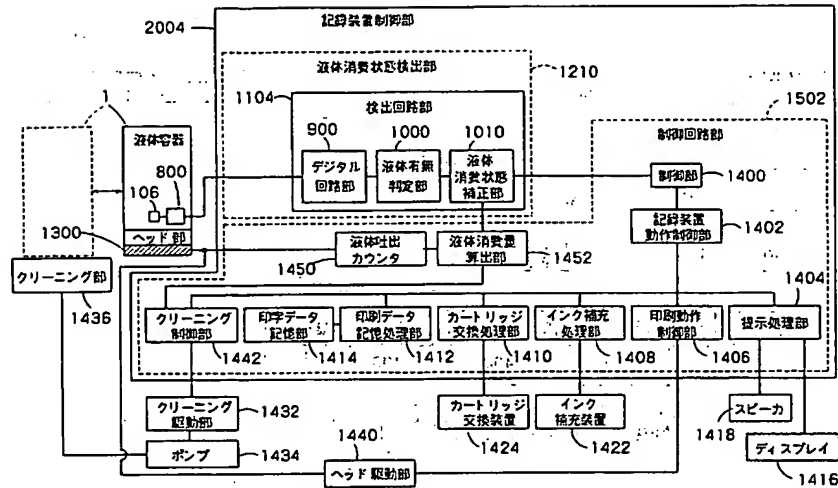 2004
記録装置制御部
液体消費状態検出部
1210
1502
1104
検出回路部
制御回路部
1
液体容器
900
1000
1010
デジタル
回路部
液体有無
判定部
液体
消費状態
補正部
制御部
1400
106
800
ヘッド部
1300
記録装置
動作制御部
1402
液体吐出
カウンタ
1450
液体消費量
算出部
1452
クリーニング部
1436
1404
クリーニング
制御部
1442
印字データ
記憶部
1414
印刷データ
記憶処理部
1412
カートリッジ
交換処理部
1410
インク補充
処理部
1408
印刷動作
制御部
1406
提示処理部
クリーニング
駆動部
1432
カートリッジ
交換装置
1424
インク
補充装置
1422
スピーカ
1418
ポンプ
1434
1440
ヘッド駆動部
ディスプレイ
1416